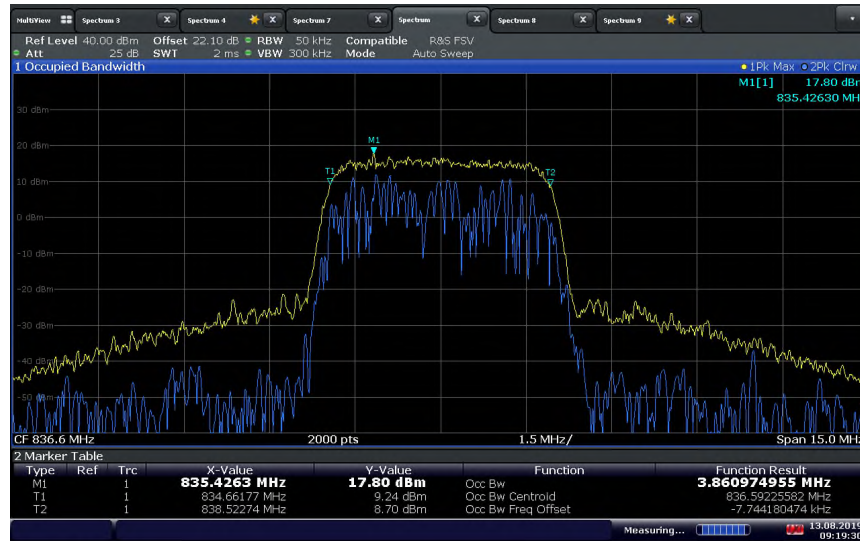 MultiView Spectrum 3 X Spectrum 4 X Spectrum 7 X Spectrum X Spectrum 8 X Spectrum 9 X
Ref Level 40.00 dBm Offset 22.10 dB RBW 50 kHz Compatible R&S FSV
Att 25 dB SWT 2 ms VBW 300 kHz Mode Auto Sweep
1 Occupied Bandwidth 1Pk Max 2Pk Clrw
M1[1] 17.80 dBm
835.42630 MH
30 dBm
20 dBm
M1
T1
T2
10 dBm
0 dBm
-10 dBm
-20 dBm
-30 dBm
-40 dBm
-50 dBm
CF 836.6 MHz 2000 pts 1.5 MHz/ Span 15.0 MHz
2 Marker Table
Type Ref Trc X-Value Y-Value Function Function Result
M1 1 835.4263 MHz 17.80 dBm Occ Bw 3.860974955 MHz
T1 1 834.66177 MHz 9.24 dBm Occ Bw Centroid 836.59225582 MHz
T2 1 838.52274 MHz 8.70 dBm Occ Bw Freq Offset -7.744180474 kHz
Measuring... 13.08.2019
09:19:30